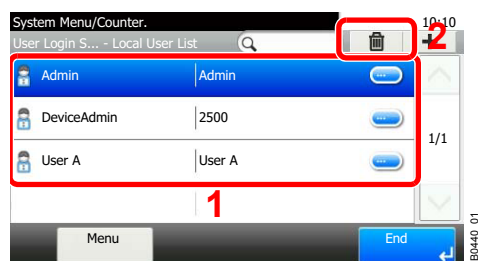 System Menu/Counter. 10:10
User Login S... - Local User List 2
Admin Admin
DeviceAdmin 2500
1/1
User A User A
1
Menu End
B0440_01